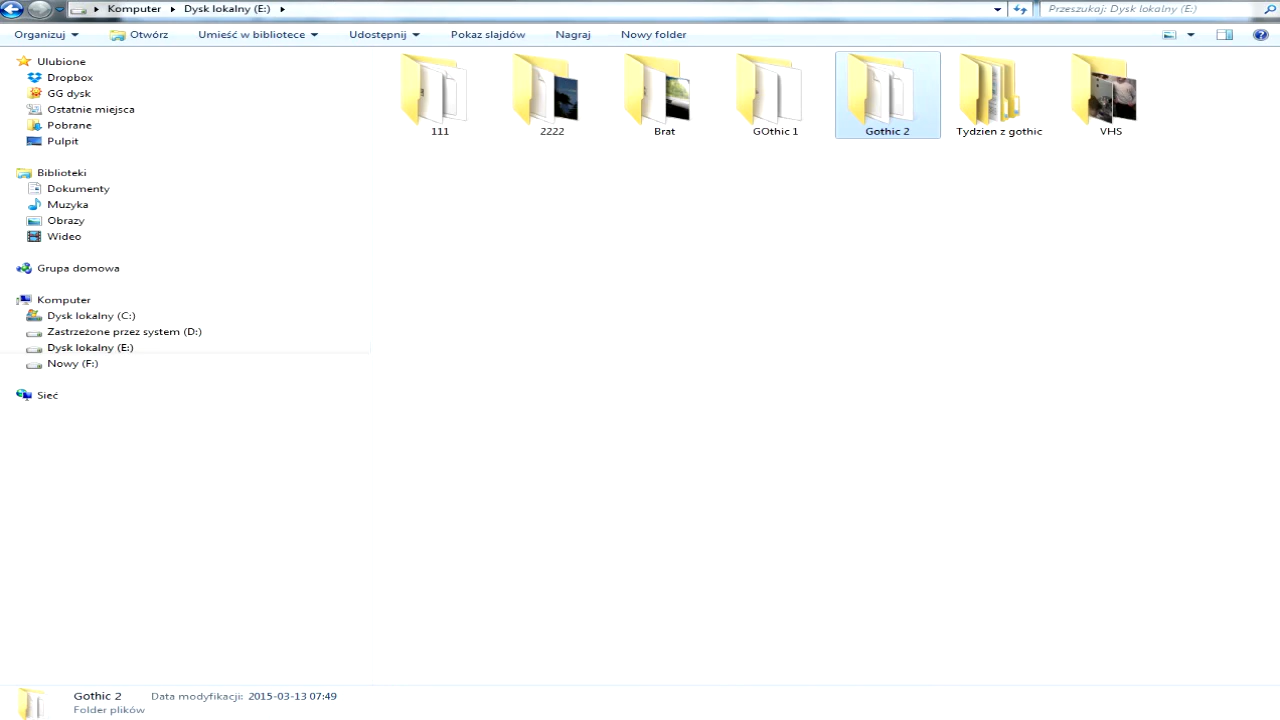 Komputer Dysk lokalny (E:) Przeszukaj: Dysk lokalny (E:)
Organizuj Otwórz Umieść w bibliotece Udostępnij Pokaz slajdów Nagraj Nowy folder
Ulubione
Dropbox
GG dysk
Ostatnie miejsca
Pobrane
Pulpit
Biblioteki
Dokumenty
Muzyka
Obrazy
Wideo
Grupa domowa
Komputer
Dysk lokalny (C:)
Zastrzeżone przez system (D:)
Dysk lokalny (E:)
Nowy (F:)
Sieć
111 2222 Brat GOthic 1 Gothic 2 Tydzien z gothic VHS
Gothic 2 Data modyfikacji: 2015-03-13 07:49
Folder plików